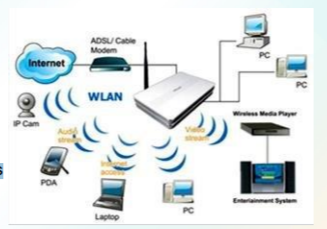 ADSL/ Cable
Modem
Internet
PC
PC
WLAN
IP Cam
Wireless Media Player
Audio
stream
Video
stream
Internet
access
PDA
Laptop
PC
Entertainment System
s